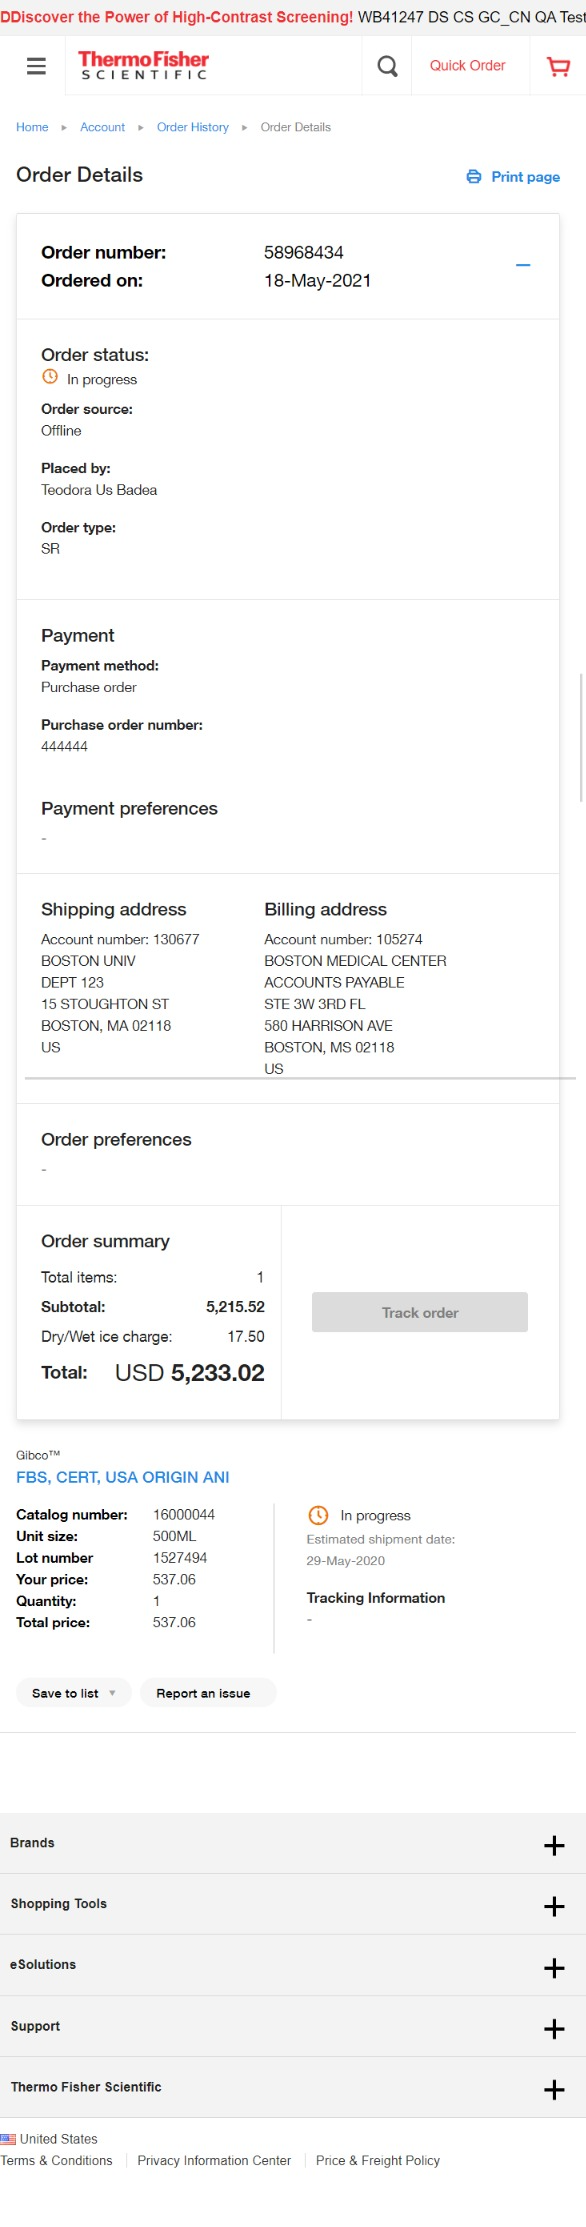 DDiscover the Power of High-Contrast Screening! WB41247 DS CS GC_CN QA Test
ThermoFisher
SCIENTIFIC
Quick Order
Home Account Order History Order Details
Order Details
Print page
Order number: 58968434
Ordered on: 18-May-2021
Order status:
In progress
Order source:
Offline
Placed by:
Teodora Us Badea
Order type:
SR
Payment
Payment method:
Purchase order
Purchase order number:
444444
Payment preferences
-
Shipping address
Account number: 130677
BOSTON UNIV
DEPT 123
15 STOUGHTON ST
BOSTON, MA 02118
US
Billing address
Account number: 105274
BOSTON MEDICAL CENTER
ACCOUNTS PAYABLE
STE 3W 3RD FL
580 HARRISON AVE
BOSTON, MS 02118
US
Order preferences
-
Order summary
Total items: 1
Subtotal: 5,215.52
Dry/Wet ice charge: 17.50
Total: USD 5,233.02
Track order
Gibco™
FBS, CERT, USA ORIGIN ANI
Catalog number: 16000044
Unit size: 500ML
Lot number 1527494
Your price: 537.06
Quantity: 1
Total price: 537.06
In progress
Estimated shipment date:
29-May-2020
Tracking Information
-
Save to list
Report an issue
Brands
Shopping Tools
eSolutions
Support
Thermo Fisher Scientific
United States
Terms & Conditions Privacy Information Center Price & Freight Policy